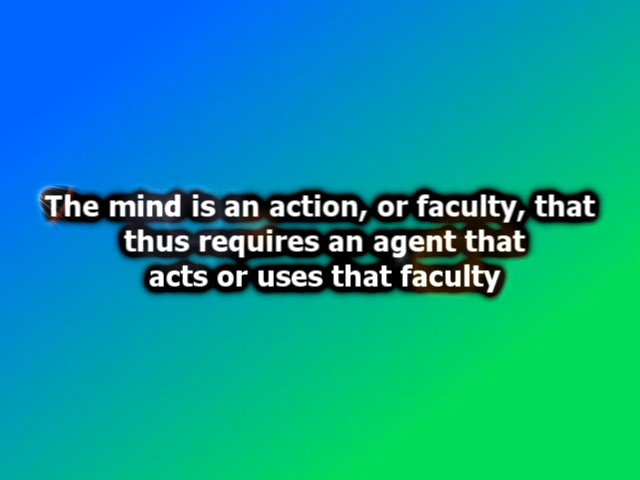 The mind is an action, or faculty, that
thus requires an agent that
acts or uses that faculty